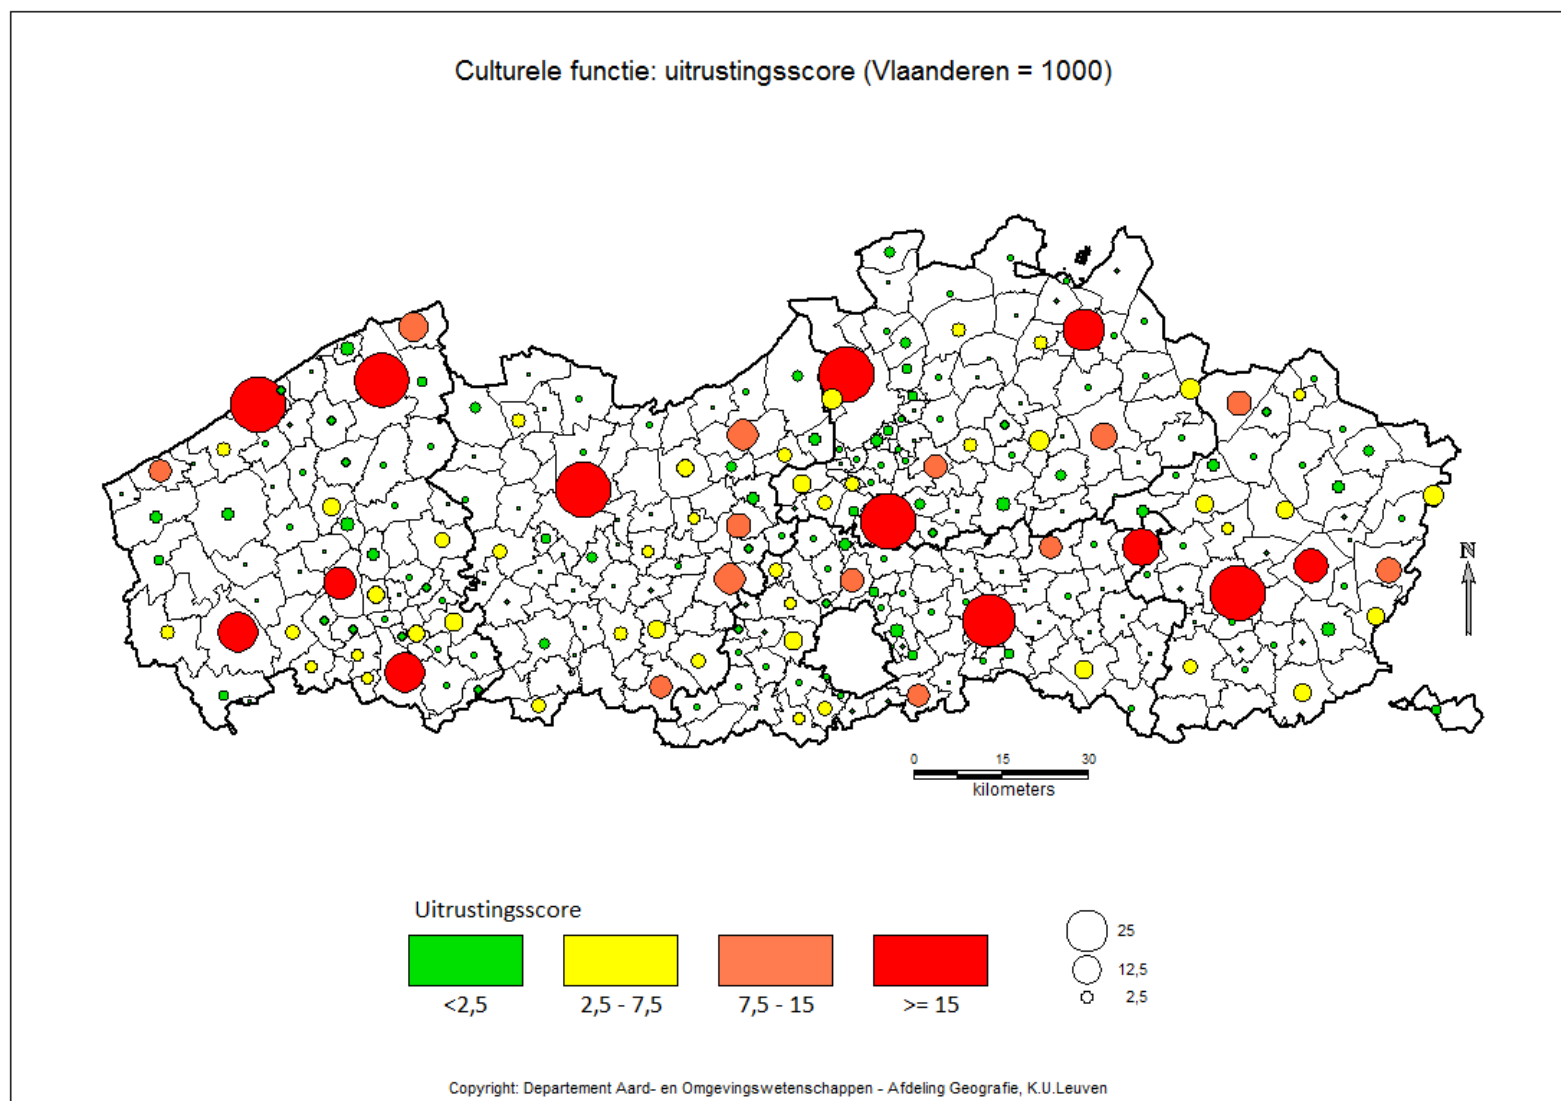 Culturele functie: uitrustingsscore (Vlaanderen = 1000)
N
0 15 30
kilometers
Uitrustingsscore
<2,5 2,5 - 7,5 7,5 - 15 >= 15
25
12,5
2,5
Copyright: Departement Aard- en Omgevingswetenschappen - Afdeling Geografie, K.U.Leuven